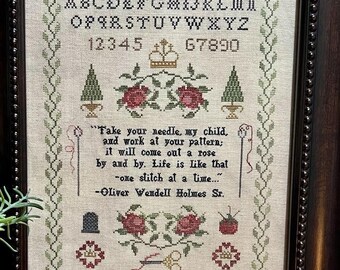 ABCDEFGHIJKLMN
OPQRSTUVWXYZ
12345 67890
"Take your needle, my child,
and work at your pattern;
it will come out a rose
by and by. Life is like that
-one stitch at a time..."
-Oliver Wendell Holmes Sr.